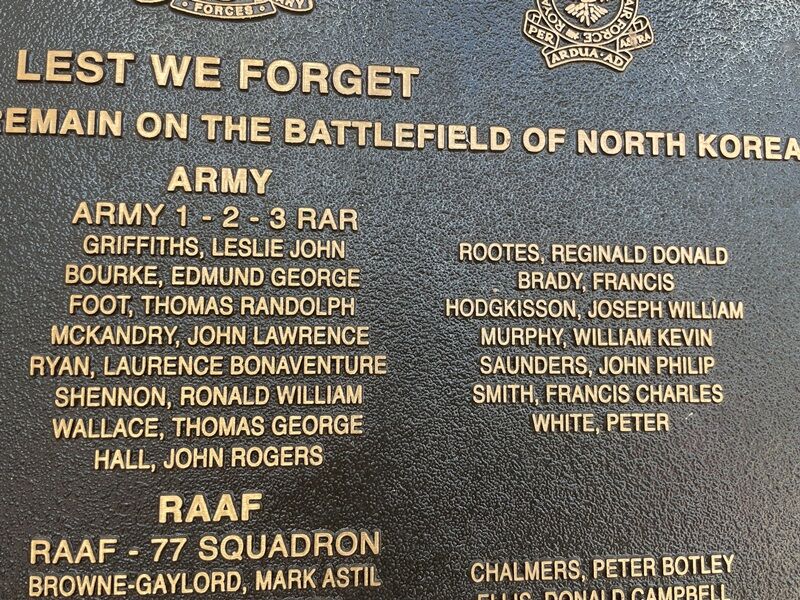 FORCES
PER
ARDUA AD
ASTRA
LEST WE FORGET
REMAIN ON THE BATTLEFIELD OF NORTH KOREA
ARMY
ARMY 1 - 2 - 3 RAR
GRIFFITHS, LESLIE JOHN
BOURKE, EDMUND GEORGE
FOOT, THOMAS RANDOLPH
MCKANDRY, JOHN LAWRENCE
RYAN, LAURENCE BONAVENTURE
SHENNON, RONALD WILLIAM
WALLACE, THOMAS GEORGE
HALL, JOHN ROGERS
ROOTES, REGINALD DONALD
BRADY, FRANCIS
HODGKISSON, JOSEPH WILLIAM
MURPHY, WILLIAM KEVIN
SAUNDERS, JOHN PHILIP
SMITH, FRANCIS CHARLES
WHITE, PETER
RAAF
RAAF - 77 SQUADRON
BROWNE-GAYLORD, MARK ASTIL
CHALMERS, PETER BOTLEY
ELLIS, DONALD CAMPBELL